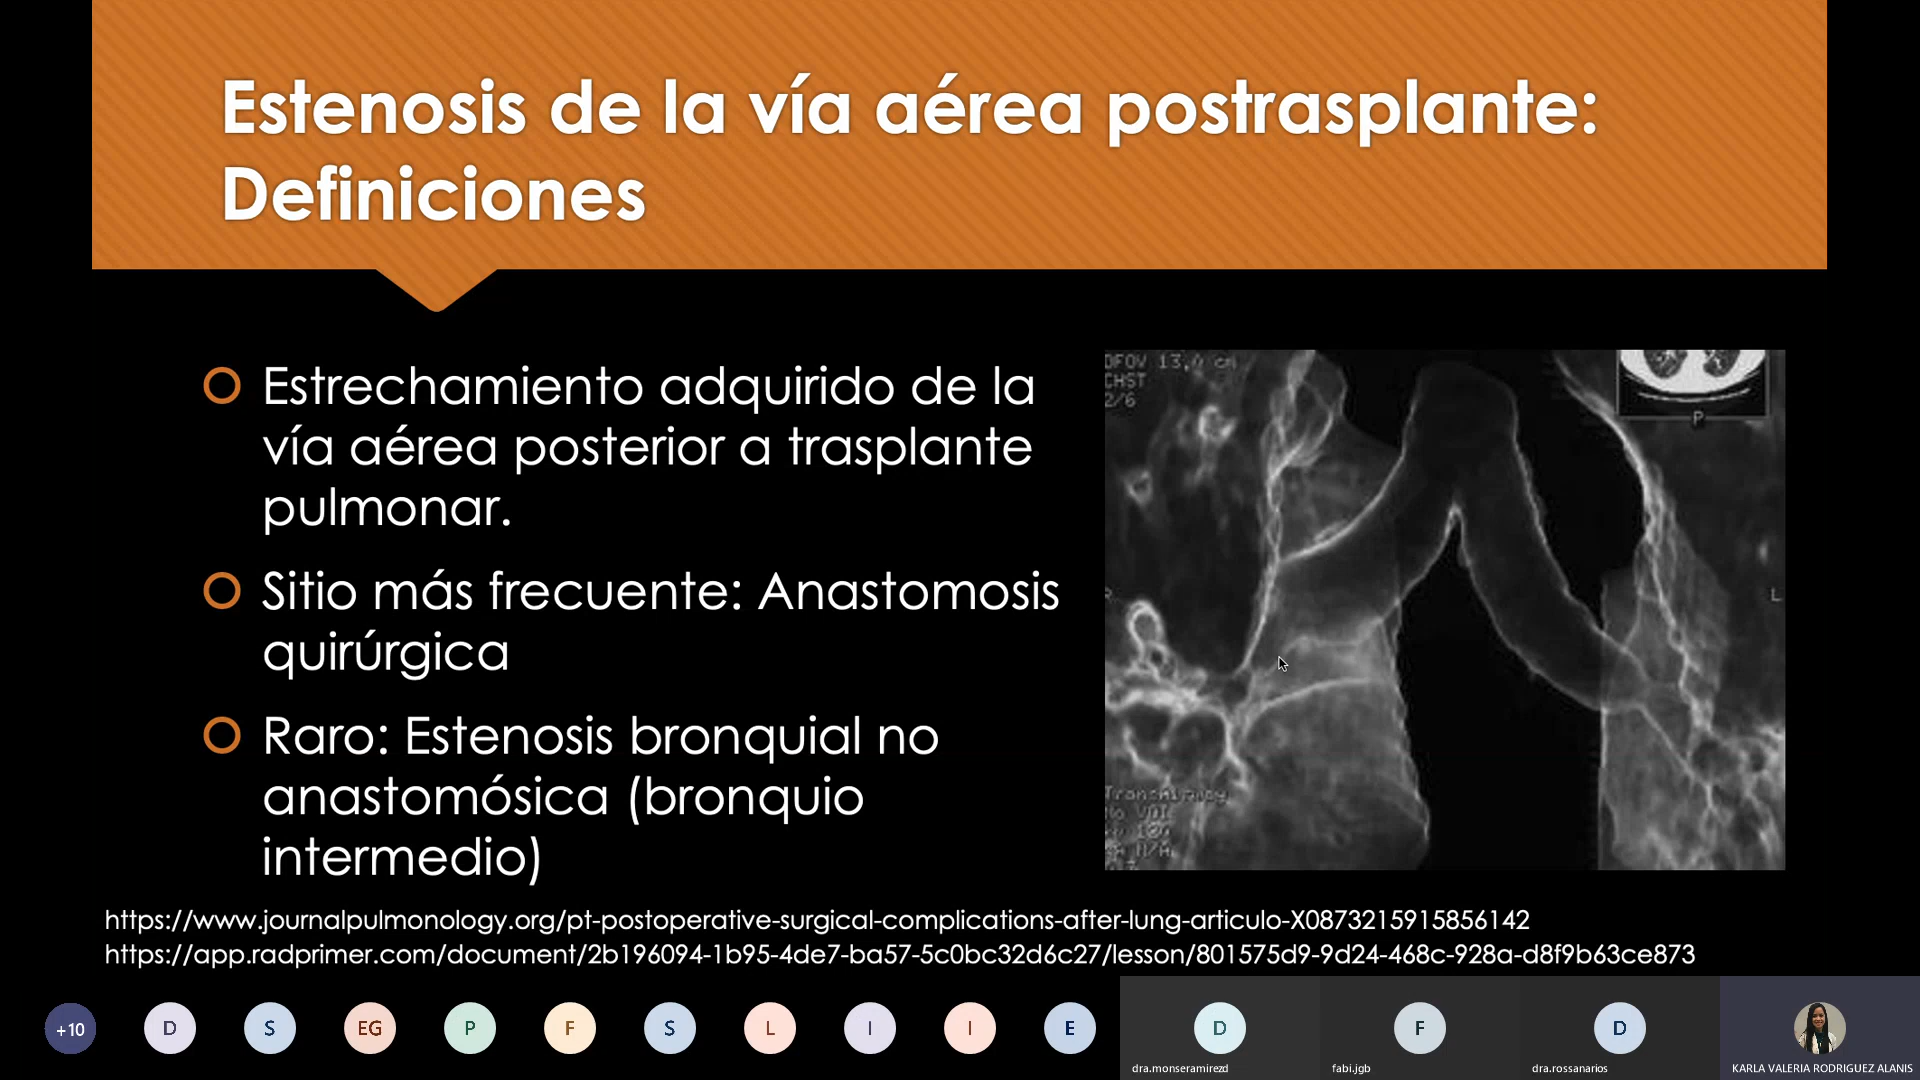 Estenosis de la vía aérea postrasplante:
Definiciones
Estrechamiento adquirido de la
vía aérea posterior a trasplante
pulmonar.
Sitio más frecuente: Anastomosis
quirúrgica
Raro: Estenosis bronquial no
anastomósica (bronquio
intermedio)
DFOV 13,0 cm
CHST
2/6
P
R
L
No VOI
https://www.journalpulmonology.org/pt-postoperative-surgical-complications-after-lung-articulo-X0873215915856142
https://app.radprimer.com/document/2b196094-1b95-4de7-ba57-5c0bc32d6c27/lesson/801575d9-9d24-468c-928a-d8f9b63ce873
+10 D S EG P F S L I I E D F D
dra.monseramirezd fabi.jgb dra.rossanarios KARLA VALERIA RODRIGUEZ ALANIS